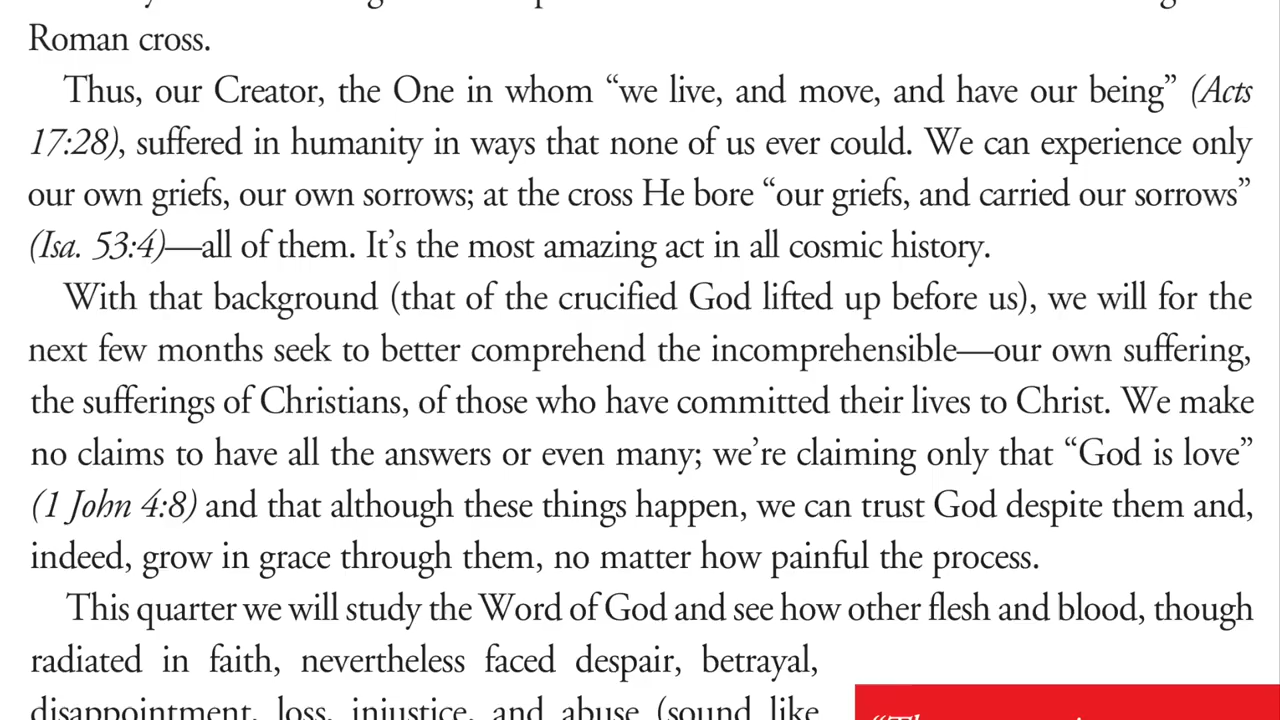 Roman cross.
Thus, our Creator, the One in whom “we live, and move, and have our being” (Acts
17:28), suffered in humanity in ways that none of us ever could. We can experience only
our own griefs, our own sorrows; at the cross He bore “our griefs, and carried our sorrows”
(Isa. 53:4)—all of them. It’s the most amazing act in all cosmic history.
With that background (that of the crucified God lifted up before us), we will for the
next few months seek to better comprehend the incomprehensible—our own suffering,
the sufferings of Christians, of those who have committed their lives to Christ. We make
no claims to have all the answers or even many; we’re claiming only that “God is love”
(1 John 4:8) and that although these things happen, we can trust God despite them and,
indeed, grow in grace through them, no matter how painful the process.
This quarter we will study the Word of God and see how other flesh and blood, though
radiated in faith, nevertheless faced despair, betrayal,
disappointment, loss, injustice, and abuse (sound like